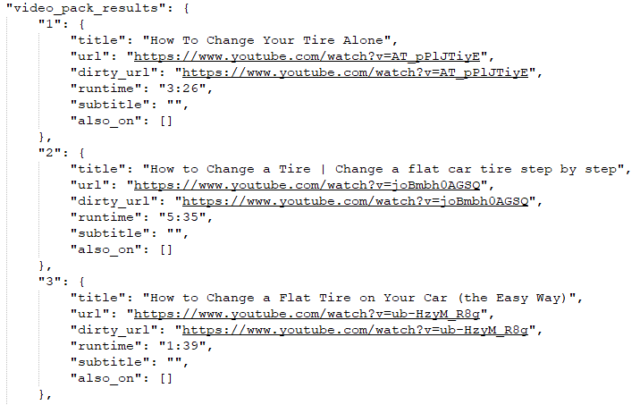 "video_pack_results": {
"1": {
"title": "How To Change Your Tire Alone",
"url": "https://www.youtube.com/watch?v=AT_pPlJTiyE",
"dirty_url": "https://www.youtube.com/watch?v=AT_pPlJTiyE",
"runtime": "3:26",
"subtitle": "",
"also_on": []
},
"2": {
"title": "How to Change a Tire | Change a flat car tire step by step",
"url": "https://www.youtube.com/watch?v=joBmbh0AGSQ",
"dirty_url": "https://www.youtube.com/watch?v=joBmbh0AGSQ",
"runtime": "5:35",
"subtitle": "",
"also_on": []
},
"3": {
"title": "How to Change a Flat Tire on Your Car (the Easy Way)",
"url": "https://www.youtube.com/watch?v=ub-HzyM_R8g",
"dirty_url": "https://www.youtube.com/watch?v=ub-HzyM_R8g",
"runtime": "1:39",
"subtitle": "",
"also_on": []
},